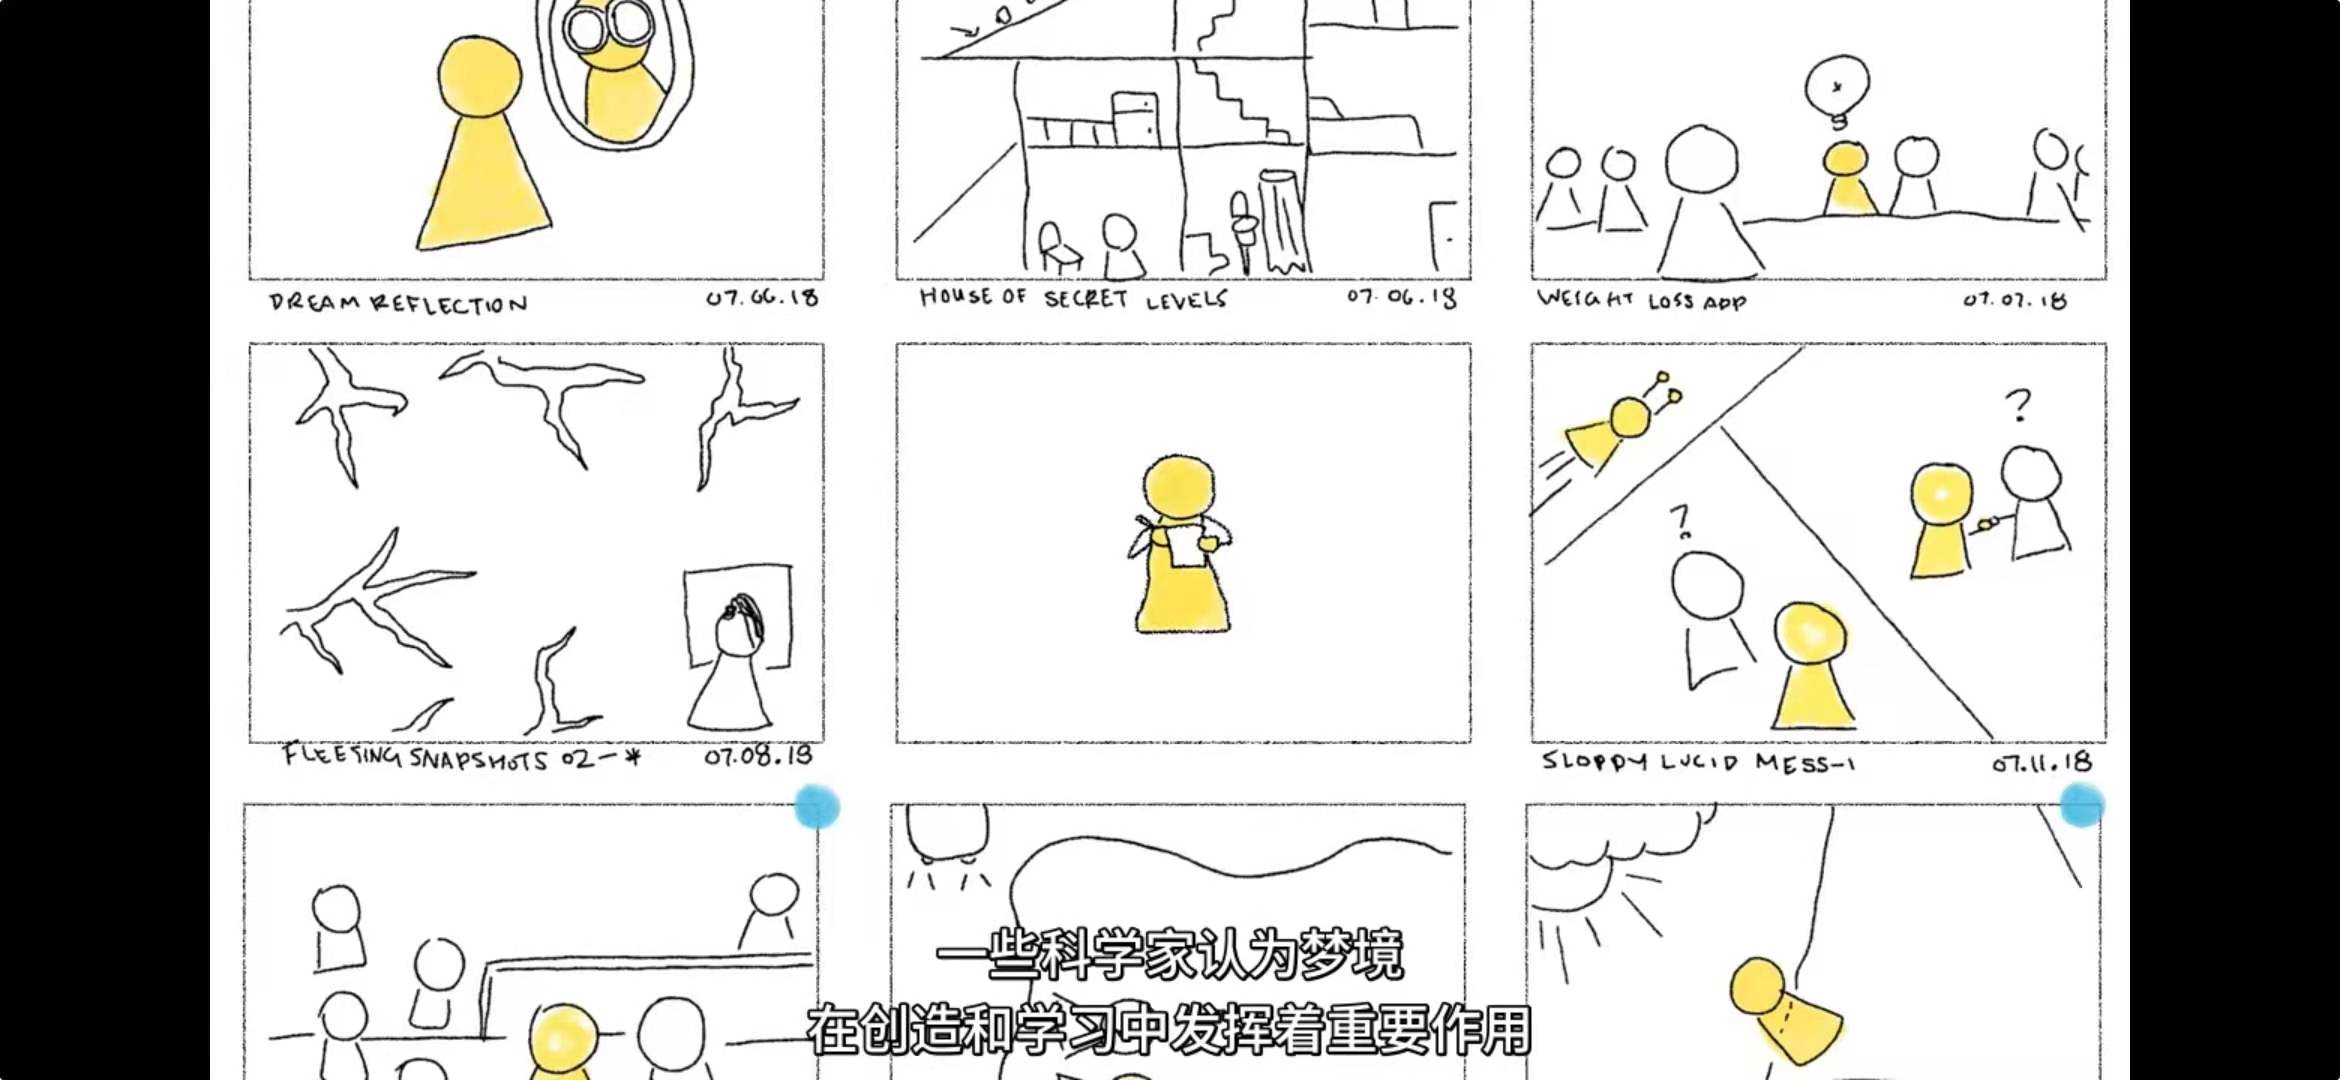 DREAM REFLECTION 07.06.18
HOUSE OF SECRET LEVELS 07.06.18
WEIGHT LOSS APP 07.07.18
?
?
FLEETING SNAPSHOTS 02-* 07.08.18
SLOPPY LUCID MESS-1 07.11.18
一些科学家认为梦境
在创造和学习中发挥着重要作用